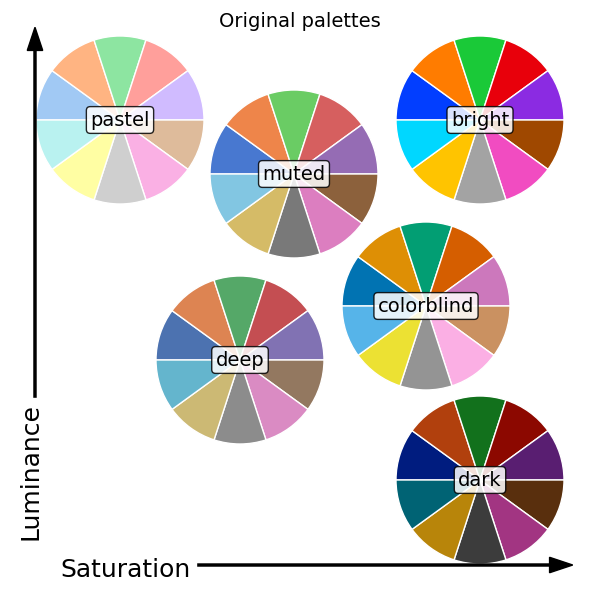 Original palettes
pastel
bright
muted
colorblind
deep
dark
Luminance
Saturation